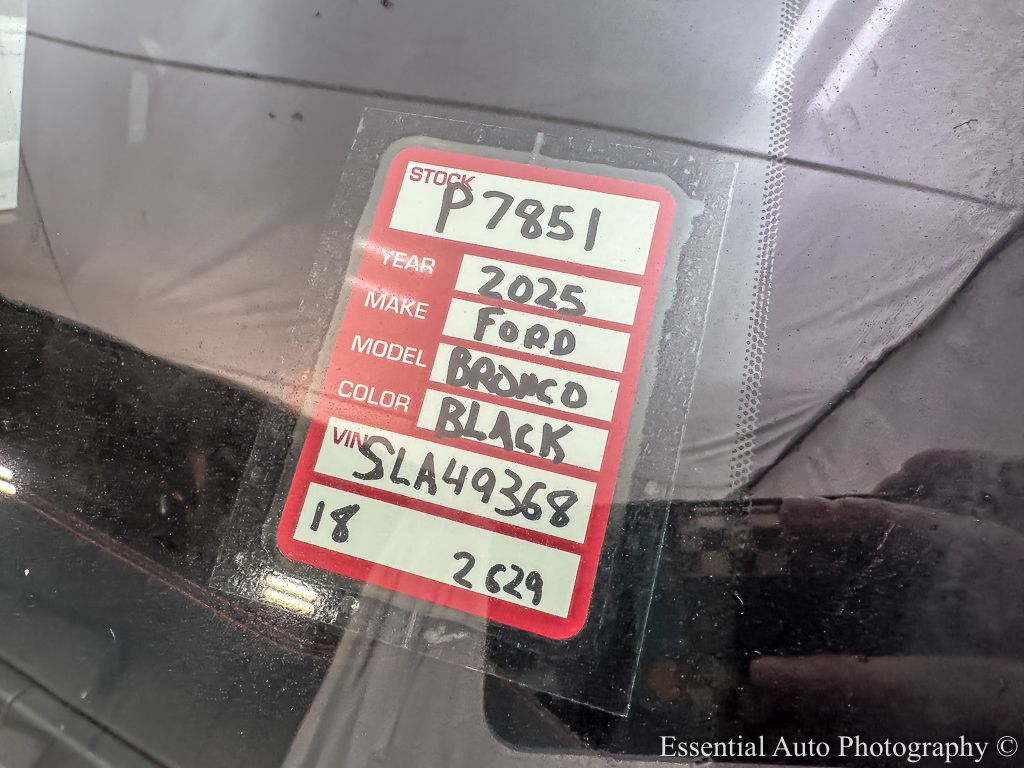 STOCK P7851
YEAR 2025
MAKE FORD
MODEL BRONCO
COLOR BLACK
VIN SLA49368
18 2629
Essential Auto Photography ©